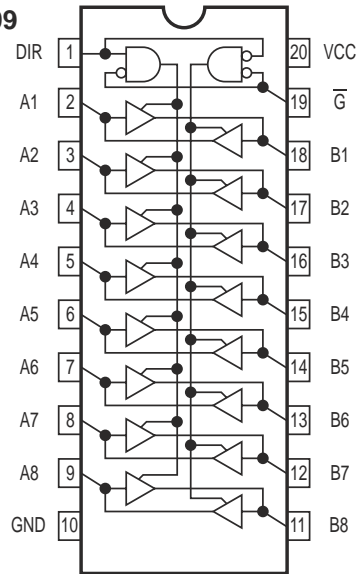 99
DIR 1 20 VCC
A1 2 19 G̅
A2 3 18 B1
A3 4 17 B2
A4 5 16 B3
A5 6 15 B4
A6 7 14 B5
A7 8 13 B6
A8 9 12 B7
GND 10 11 B8